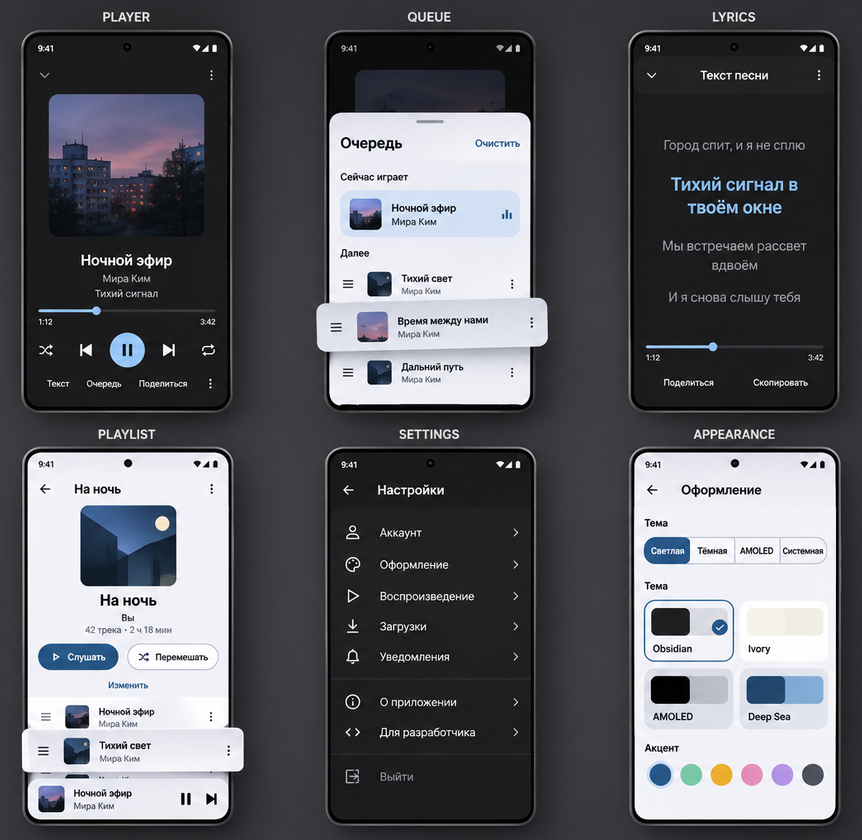 PLAYER
9:41
Ночной эфир
Мира Ким
Тихий сигнал
1:12
3:42
Текст
Очередь
Поделиться
QUEUE
9:41
Очередь
Очистить
Сейчас играет
Ночной эфир
Мира Ким
Далее
Тихий свет
Мира Ким
Время между нами
Мира Ким
Дальний путь
Мира Ким
LYRICS
9:41
Текст песни
Город спит, и я не сплю
Тихий сигнал в
твоём окне
Мы встречаем рассвет
вдвоём
И я снова слышу тебя
1:12
3:42
Поделиться
Скопировать
PLAYLIST
9:41
На ночь
На ночь
Вы
42 трека • 2 ч 18 мин
Слушать
Перемешать
Изменить
Ночной эфир
Мира Ким
Тихий свет
Мира Ким
Ночной эфир
Мира Ким
SETTINGS
9:41
Настройки
Аккаунт
Оформление
Воспроизведение
Загрузки
Уведомления
О приложении
Для разработчика
Выйти
APPEARANCE
9:41
Оформление
Тема
Светлая
Тёмная
AMOLED
Системная
Тема
Obsidian
Ivory
AMOLED
Deep Sea
Акцент